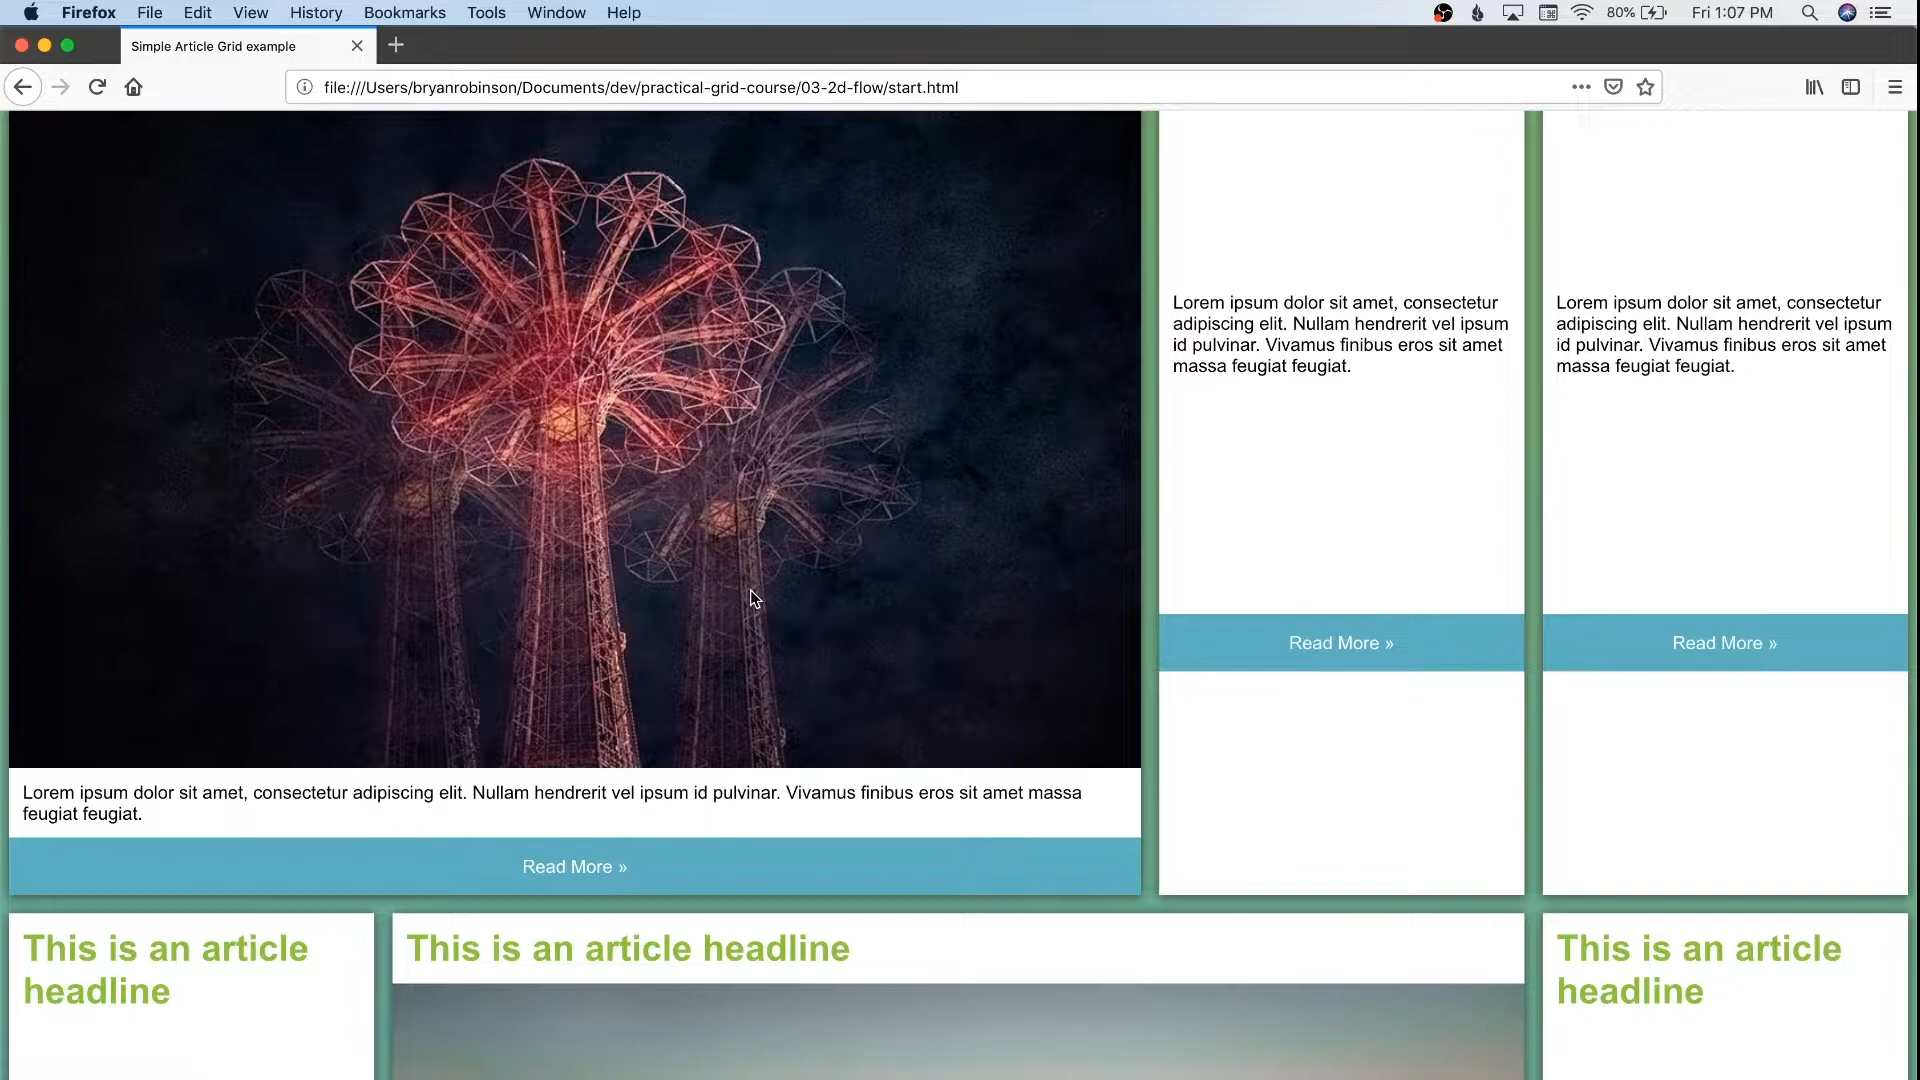 Firefox File Edit View History Bookmarks Tools Window Help 80% Fri 1:07 PM
Simple Article Grid example
file:///Users/bryanrobinson/Documents/dev/practical-grid-course/03-2d-flow/start.html
Lorem ipsum dolor sit amet, consectetur adipiscing elit. Nullam hendrerit vel ipsum id pulvinar. Vivamus finibus eros sit amet massa
feugiat feugiat.
Read More »
Lorem ipsum dolor sit amet, consectetur
adipiscing elit. Nullam hendrerit vel ipsum
id pulvinar. Vivamus finibus eros sit amet
massa feugiat feugiat.
Read More »
Lorem ipsum dolor sit amet, consectetur
adipiscing elit. Nullam hendrerit vel ipsum
id pulvinar. Vivamus finibus eros sit amet
massa feugiat feugiat.
Read More »
This is an article
headline
This is an article headline
This is an article
headline